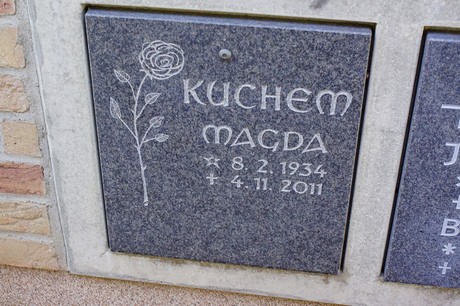 KUCHEM
MAGDA
☆ 8. 2. 1934
✝ 4. 11. 2011